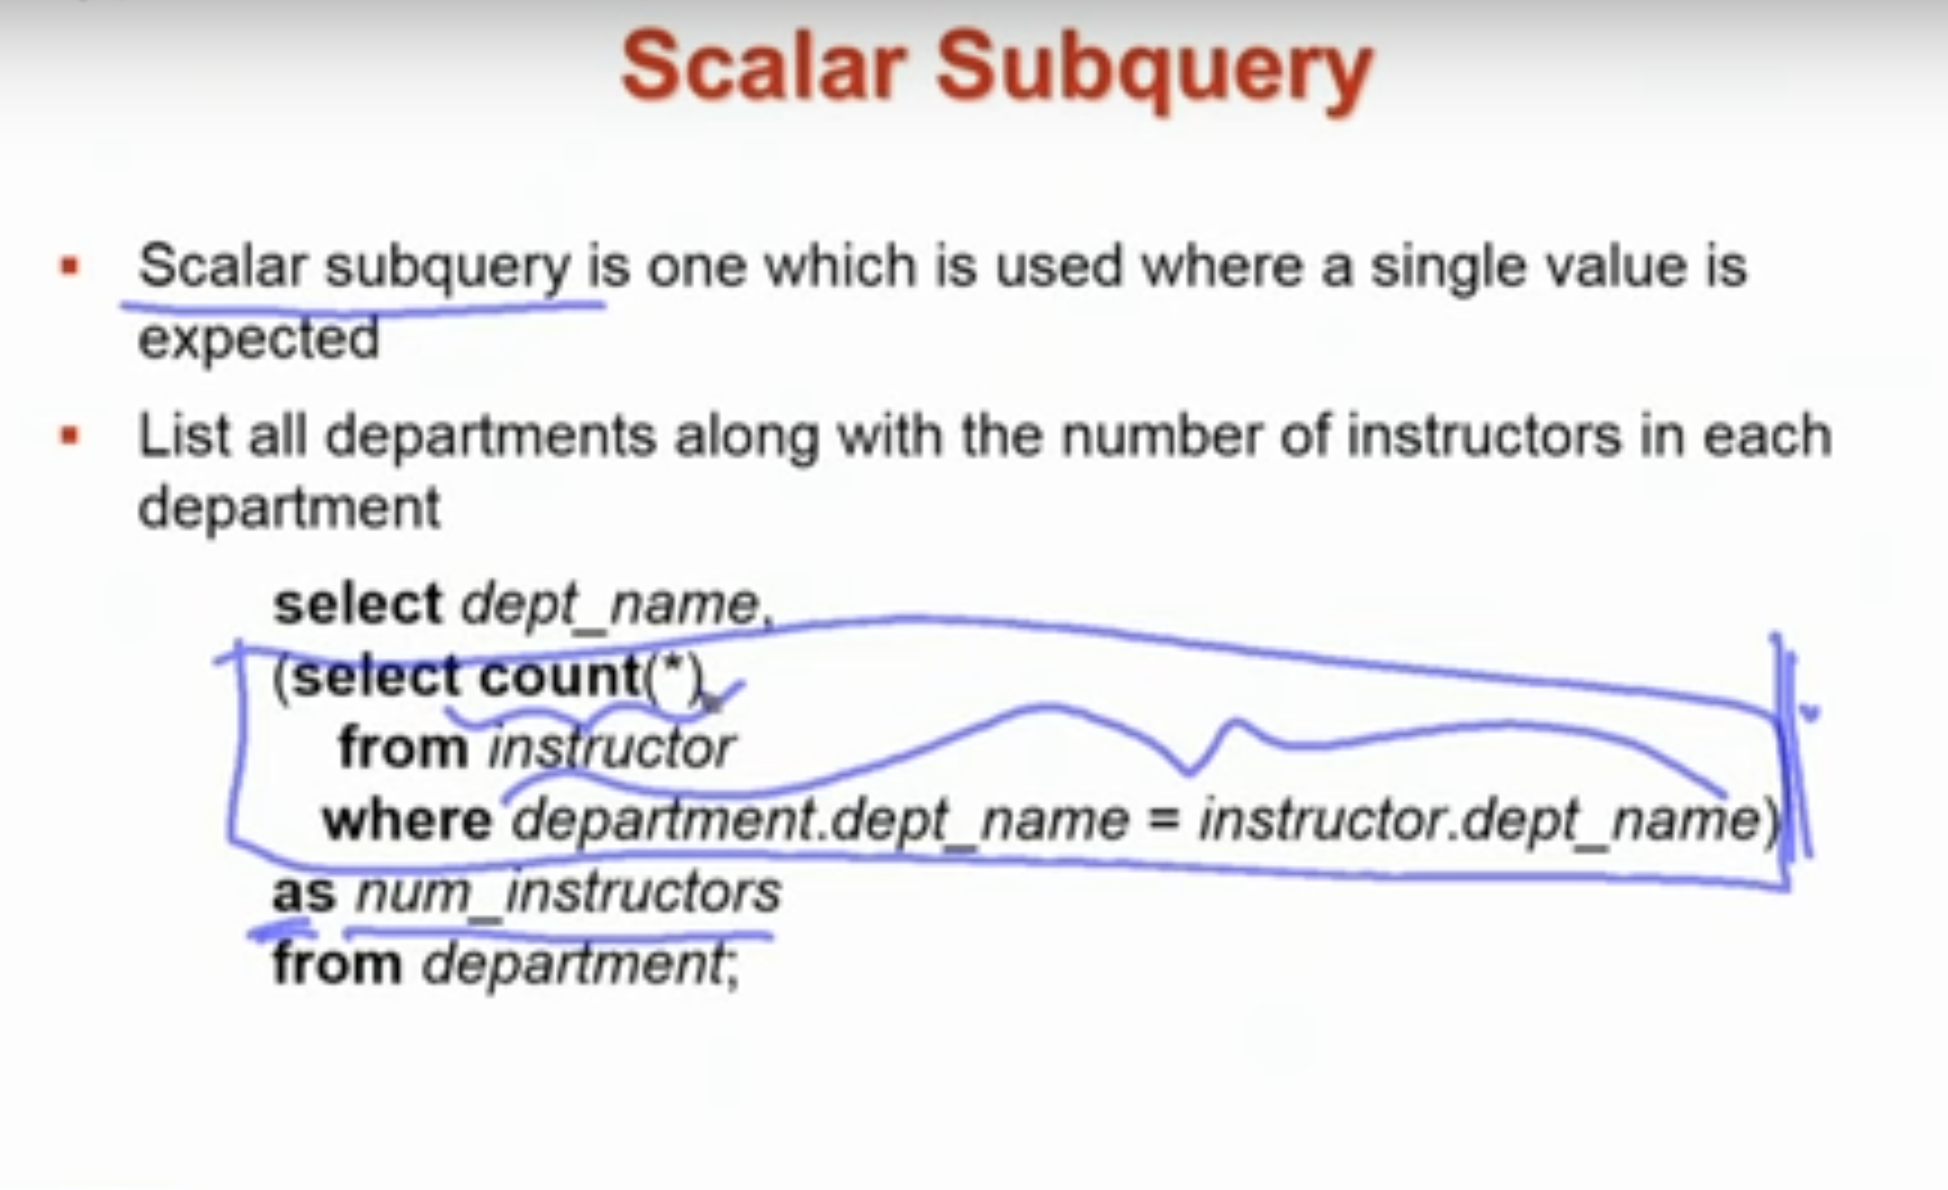 Scalar Subquery
▪ Scalar subquery is one which is used where a single value is
expected
▪ List all departments along with the number of instructors in each
department
select dept_name,
(select count(*)
from instructor
where department.dept_name = instructor.dept_name)
as num_instructors
from department;